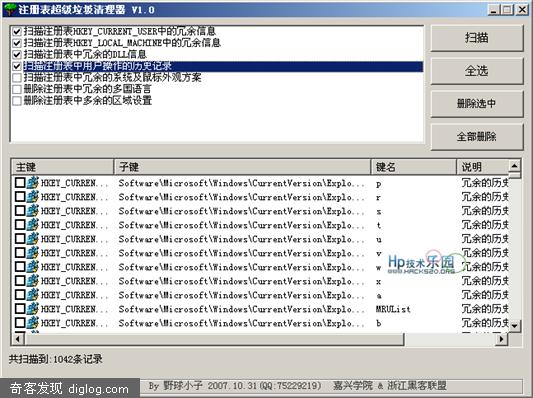 注册表超级垃圾清理器 V1.0
扫描注册表HKEY_CURRENT_USER中的冗余信息
扫描注册表HKEY_LOCAL_MACHINE中的冗余信息
扫描注册表中冗余的DLL信息
扫描注册表中用户操作的历史记录
扫描注册表中冗余的系统及鼠标外观方案
删除注册表中冗余的多国语言
删除注册表中多余的区域设置
扫描
全选
删除选中
全部删除
主键 子键 键名 说明
HKEY_CURREN... Software\Microsoft\Windows\CurrentVersion\Explo... p 冗余的历史
HKEY_CURREN... Software\Microsoft\Windows\CurrentVersion\Explo... r 冗余的历史
HKEY_CURREN... Software\Microsoft\Windows\CurrentVersion\Explo... s 冗余的历史
HKEY_CURREN... Software\Microsoft\Windows\CurrentVersion\Explo... t 冗余的历史
HKEY_CURREN... Software\Microsoft\Windows\CurrentVersion\Explo... u 冗余的历史
HKEY_CURREN... Software\Microsoft\Windows\CurrentVersion\Explo... v
HKEY_CURREN... Software\Microsoft\Windows\CurrentVersion\Explo... w
HKEY_CURREN... Software\Microsoft\Windows\CurrentVersion\Explo... x 冗余的历史
HKEY_CURREN... Software\Microsoft\Windows\CurrentVersion\Explo... a 冗余的历史
HKEY_CURREN... Software\Microsoft\Windows\CurrentVersion\Explo... MRUList 冗余的历史
HKEY_CURREN... Software\Microsoft\Windows\CurrentVersion\Explo... b 冗余的历史
Hp技术乐园
WWW.HACKS20.ORG
共扫描到:1042条记录
奇客发现 diglog.com
By 野球小子 2007.10.31(QQ:75229219) 嘉兴学院 & 浙江黑客联盟